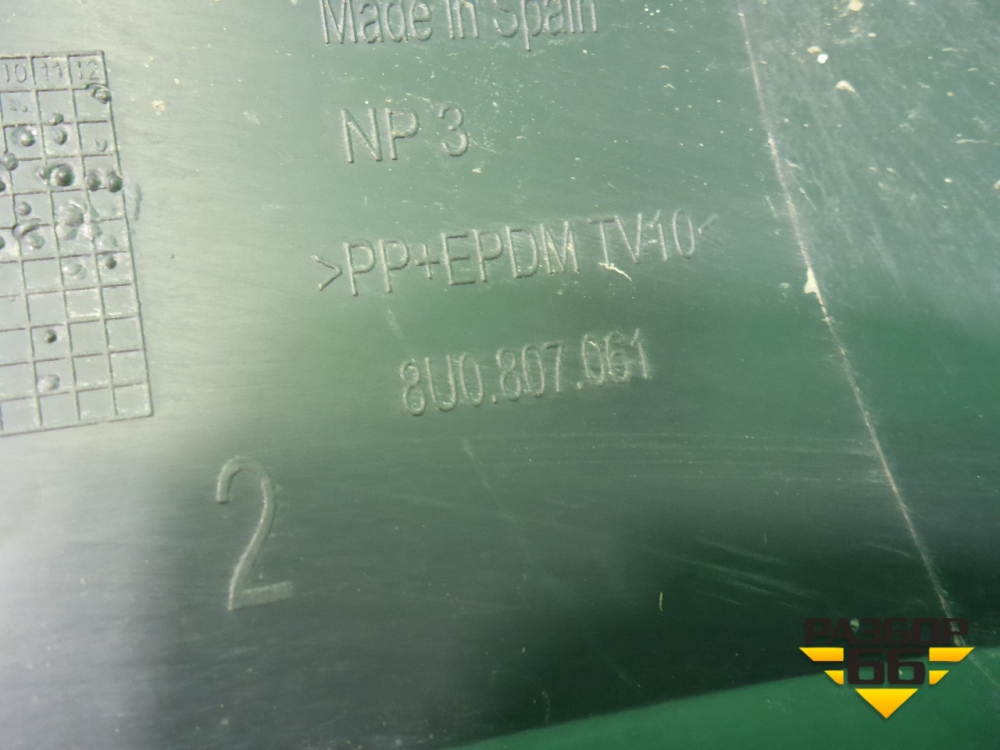 Made in Spain
10 11 12
NP 3
>PP+EPDM TV10<
8U0.807.061
2
РАЗБОР
66